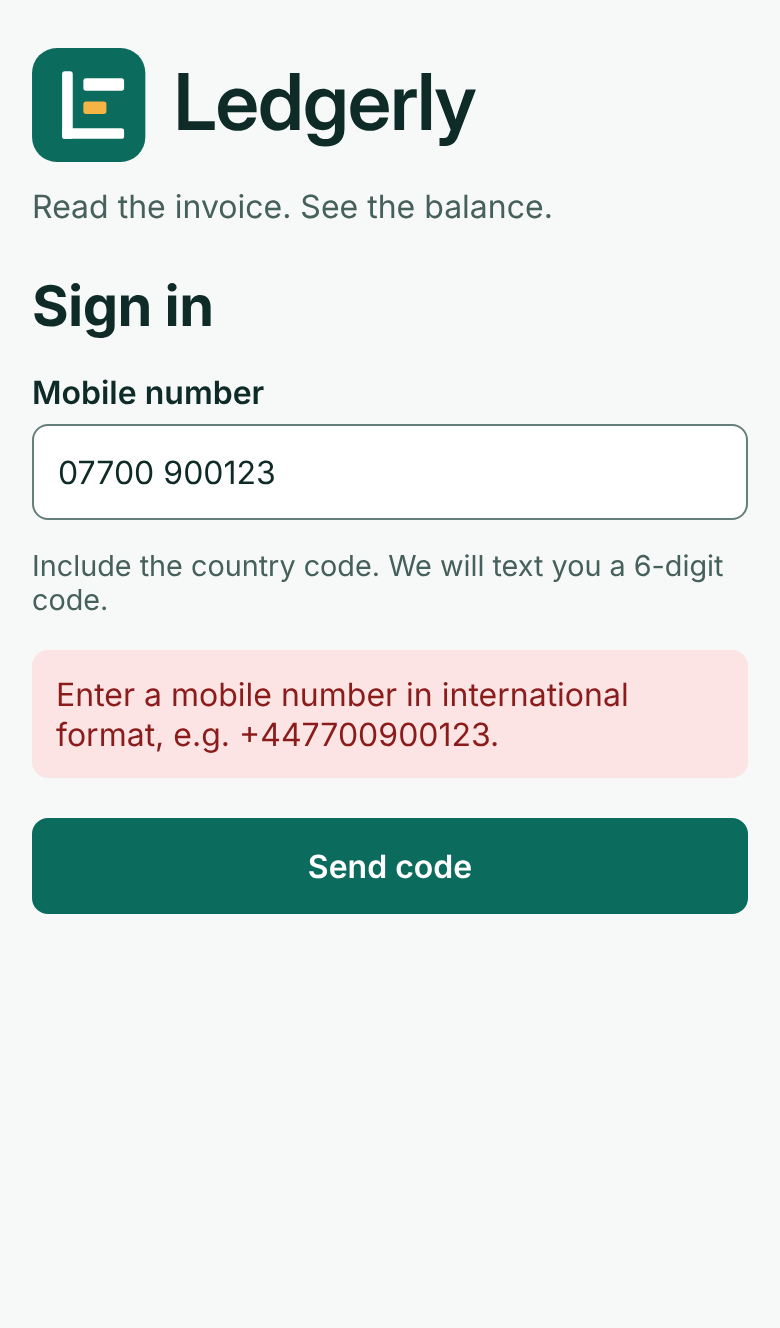 Ledgerly
Read the invoice. See the balance.
Sign in
Mobile number
07700 900123
Include the country code. We will text you a 6-digit
code.
Enter a mobile number in international
format, e.g. +447700900123.
Send code